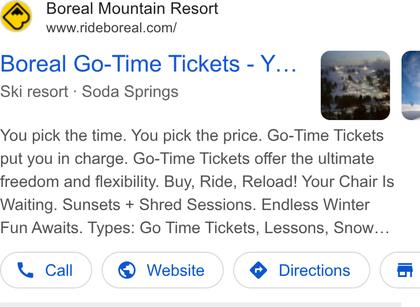 Boreal Mountain Resort
www.rideboreal.com/
Boreal Go-Time Tickets - Y...
Ski resort · Soda Springs
You pick the time. You pick the price. Go-Time Tickets
put you in charge. Go-Time Tickets offer the ultimate
freedom and flexibility. Buy, Ride, Reload! Your Chair Is
Waiting. Sunsets + Shred Sessions. Endless Winter
Fun Awaits. Types: Go Time Tickets, Lessons, Snow...
Call Website Directions